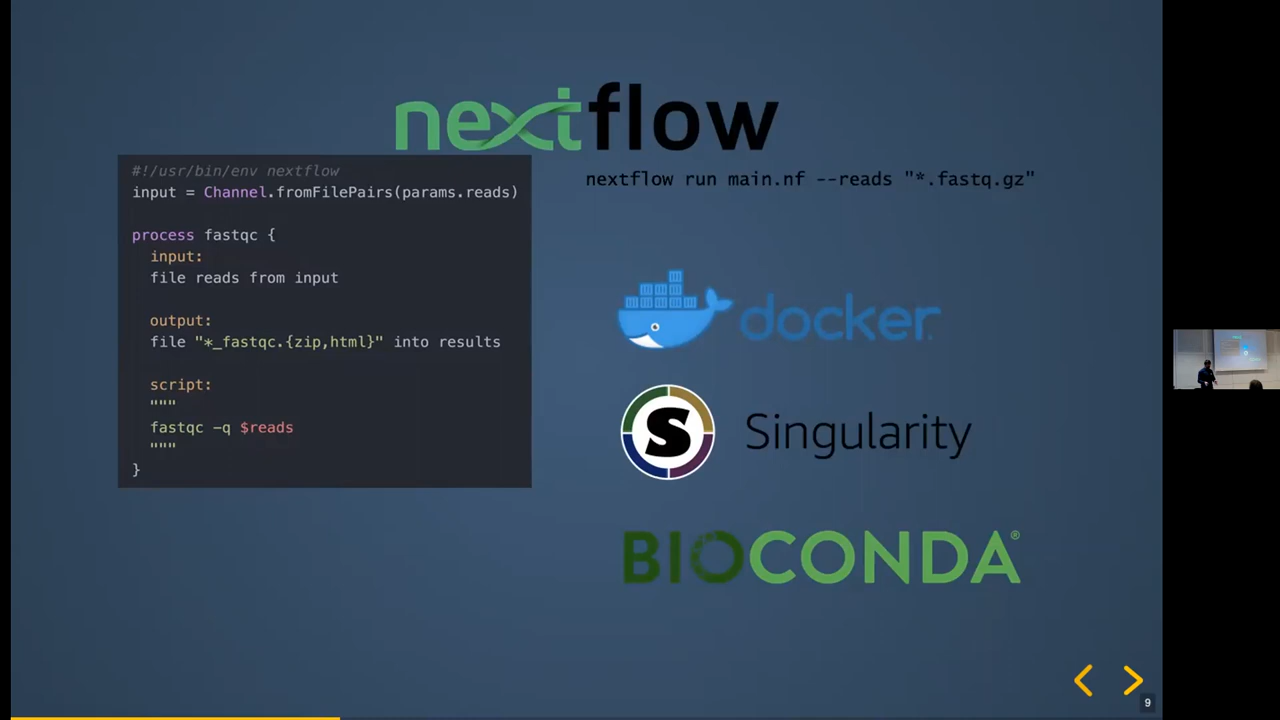 nextflow
#!/usr/bin/env nextflow
input = Channel.fromFilePairs(params.reads)
process fastqc {
input:
file reads from input
output:
file "*_fastqc.{zip,html}" into results
script:
"""
fastqc -q $reads
"""
}
nextflow run main.nf --reads "*.fastq.gz"
docker
S Singularity
BIOCONDA®
9